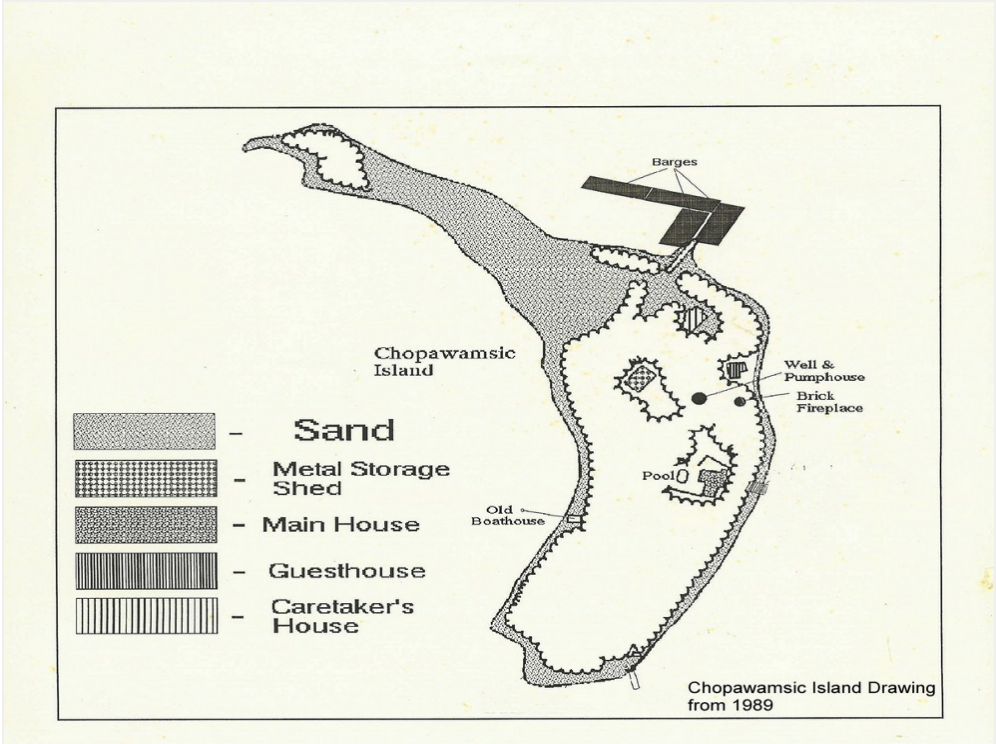 Barges
Chopawamsic
Island
Well &
Pumphouse
Brick
Fireplace
Pool
Old
Boathouse
- Sand
- Metal Storage
Shed
- Main House
- Guesthouse
- Caretaker's
House
Chopawamsic Island Drawing
from 1989